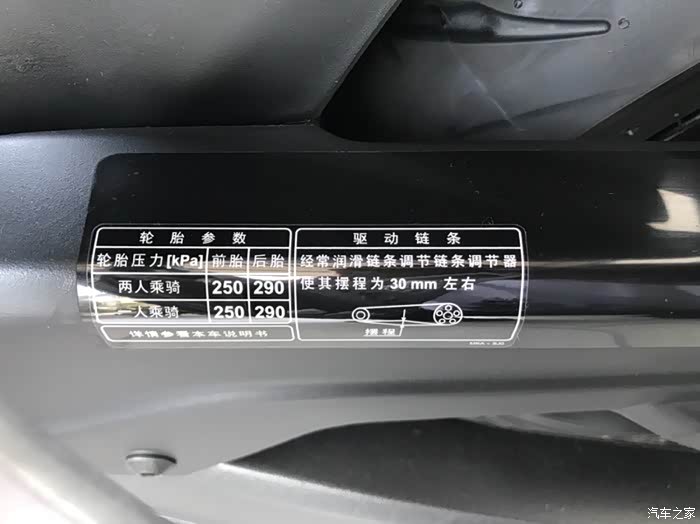 轮胎参数
轮胎压力[kPa] 前胎 后胎
两人乘骑 250 290
一人乘骑 250 290
详情参看本车说明书
驱动链条
经常润滑链条调节链条调节器
使其摆程为30mm左右
摆程
汽车之家